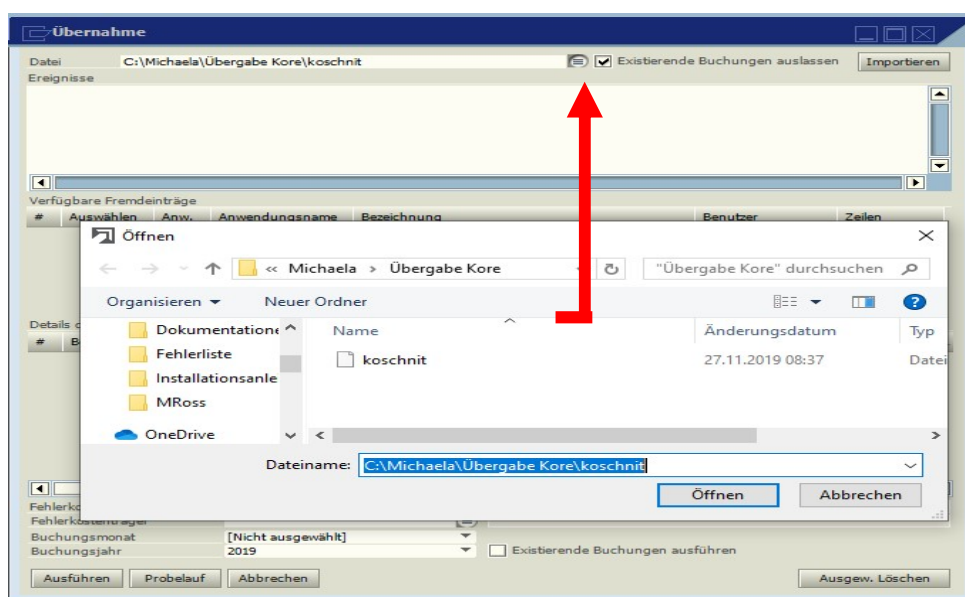 Übernahme
Datei C:\Michaela\Übergabe Kore\koschnit Existierende Buchungen auslassen Importieren
Ereignisse
Verfügbare Fremdeinträge
# Auswählen Anw. Anwendungsname Bezeichnung Benutzer Zeilen
Öffnen
« Michaela › Übergabe Kore "Übergabe Kore" durchsuchen
Organisieren Neuer Ordner
Details
#
Dokumentatione Name Änderungsdatum Typ
Fehlerliste koschnit 27.11.2019 08:37 Datei
Installationsanle
MRoss
OneDrive
Dateiname: C:\Michaela\Übergabe Kore\koschnit
Öffnen Abbrechen
Fehlerkostenträger
Buchungsmonat [Nicht ausgewählt]
Buchungsjahr 2019 Existierende Buchungen ausführen
Ausführen Probelauf Abbrechen Ausgew. Löschen